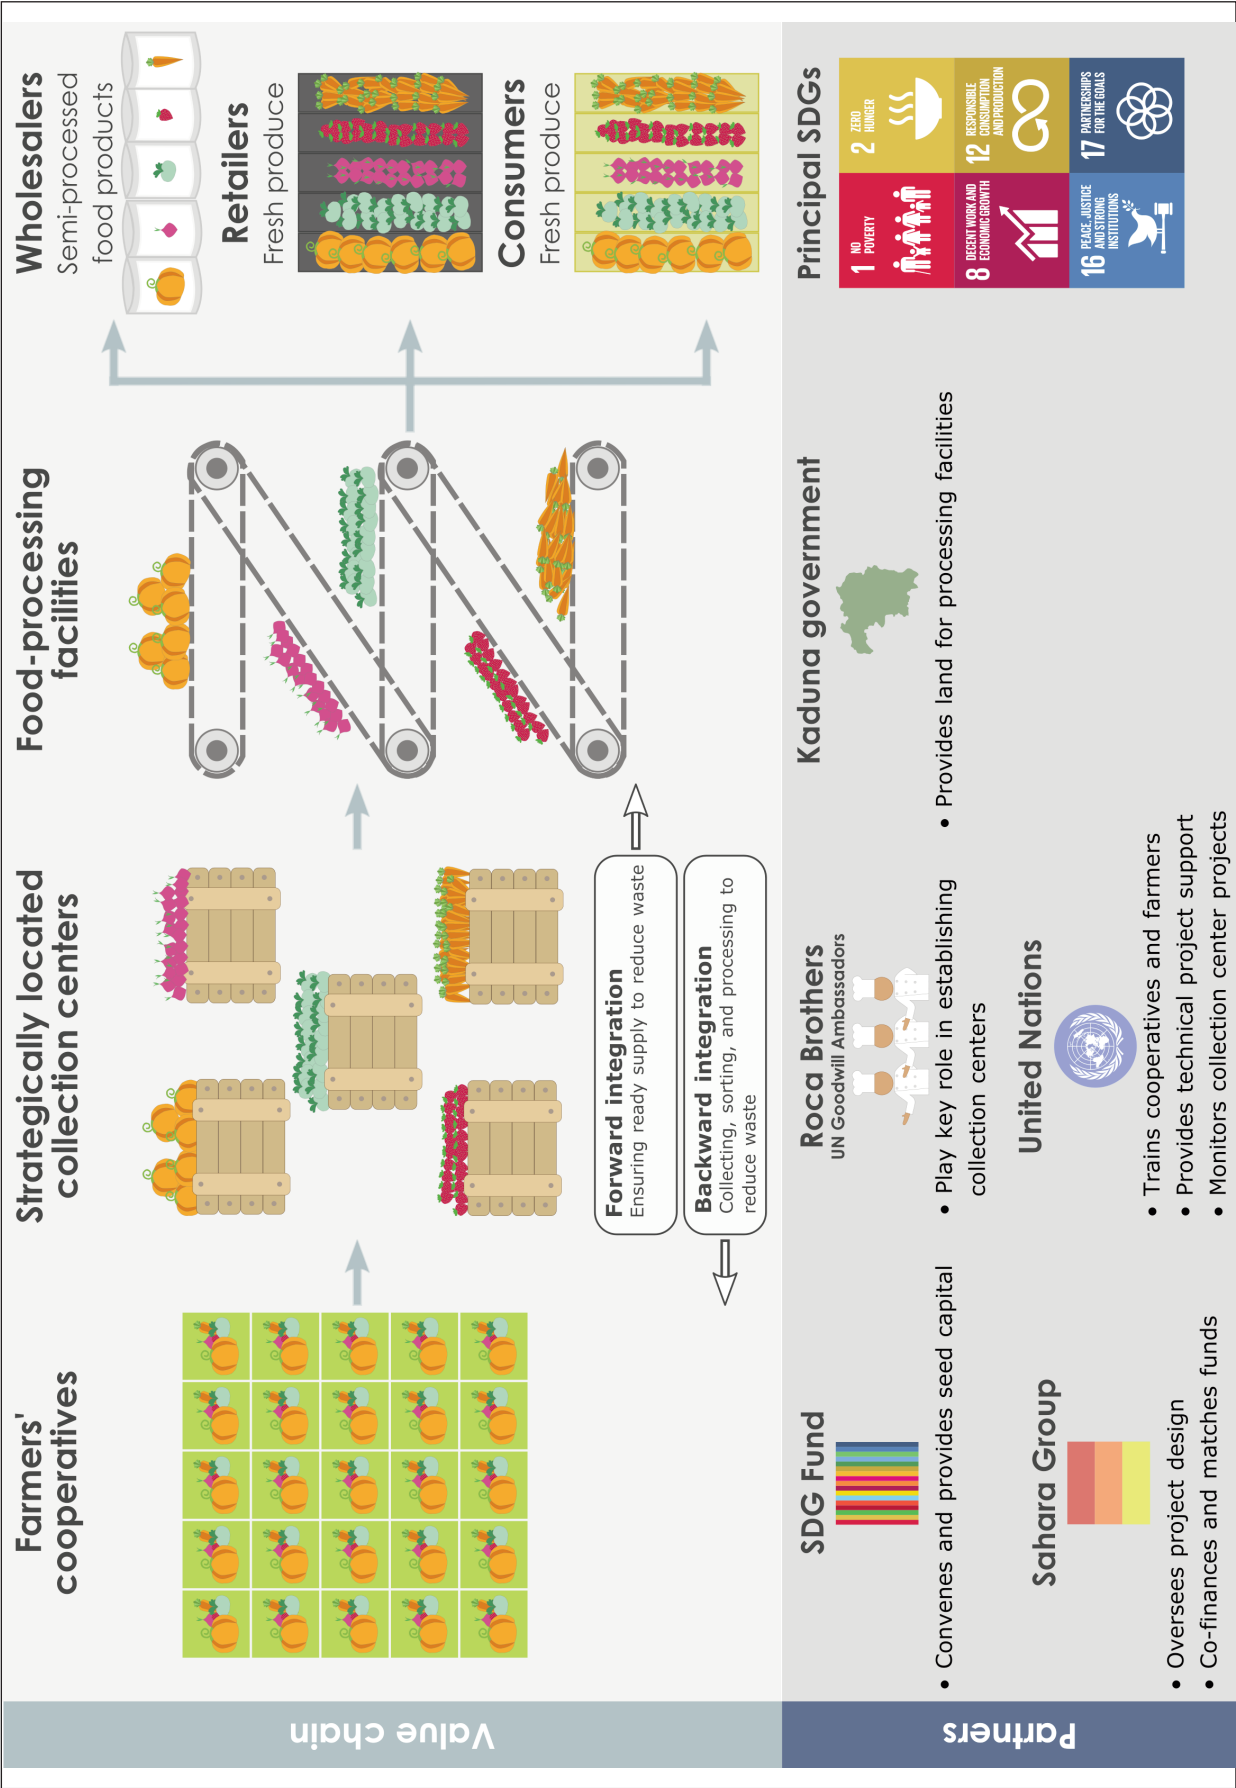 Value chain
Farmers'
cooperatives
Strategically located
collection centers
Forward integration
Ensuring ready supply to reduce waste
Backward integration
Collecting, sorting, and processing to
reduce waste
Food-processing
facilities
Wholesalers
Semi-processed
food products
Retailers
Fresh produce
Consumers
Fresh produce
Partners
SDG Fund
• Convenes and provides seed capital
Sahara Group
• Oversees project design
• Co-finances and matches funds
Roca Brothers
UN Goodwill Ambassadors
• Play key role in establishing
collection centers
United Nations
• Trains cooperatives and farmers
• Provides technical project support
• Monitors collection center projects
Kaduna government
• Provides land for processing facilities
Principal SDGs
1 NO
POVERTY
2 ZERO
HUNGER
8 DECENT WORK AND
ECONOMIC GROWTH
12 RESPONSIBLE
CONSUMPTION
AND PRODUCTION
16 PEACE, JUSTICE
AND STRONG
INSTITUTIONS
17 PARTNERSHIPS
FOR THE GOALS